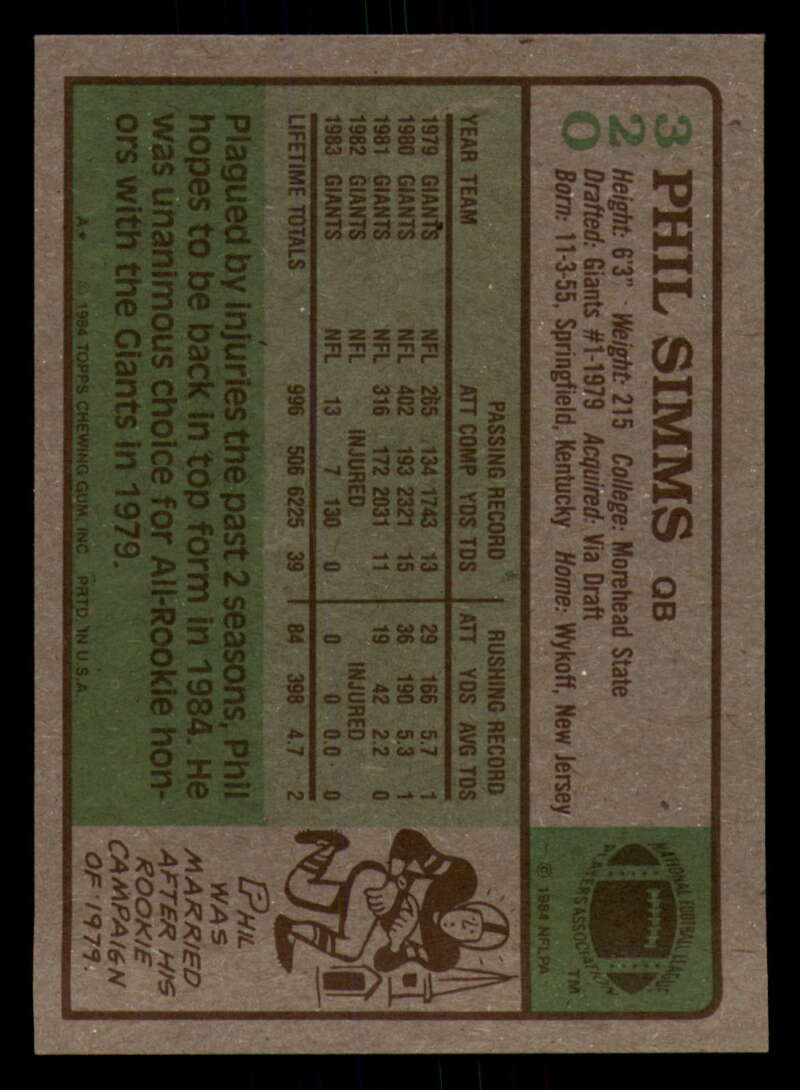 320
PHIL SIMMS QB
Height: 6'3" Weight: 215 College: Morehead State
Drafted: Giants #1-1979 Acquired: Via Draft
Born: 11-3-55, Springfield, Kentucky Home: Wykoff, New Jersey
NATIONAL FOOTBALL LEAGUE
PLAYERS ASSOCIATION
TM
© 1984 NFLPA
PASSING RECORD RUSHING RECORD
YEAR TEAM ATT COMP YDS TDS ATT YDS AVG TDS
1979 GIANTS NFL 265 134 1743 13 29 166 5.7 1
1980 GIANTS NFL 402 193 2321 15 36 190 5.3 1
1981 GIANTS NFL 316 172 2031 11 19 42 2.2 0
1982 GIANTS NFL INJURED INJURED
1983 GIANTS NFL 13 7 130 0 0 0 0.0 0
LIFETIME TOTALS 996 506 6225 39 84 398 4.7 2
Plagued by injuries the past 2 seasons, Phil
hopes to be back in top form in 1984. He
was unanimous choice for All-Rookie hon-
ors with the Giants in 1979.
A* © 1984 TOPPS CHEWING GUM, INC. PRTD. IN U.S.A.
PHIL
WAS
MARRIED
AFTER HIS
ROOKIE
CAMPAIGN
OF 1979.